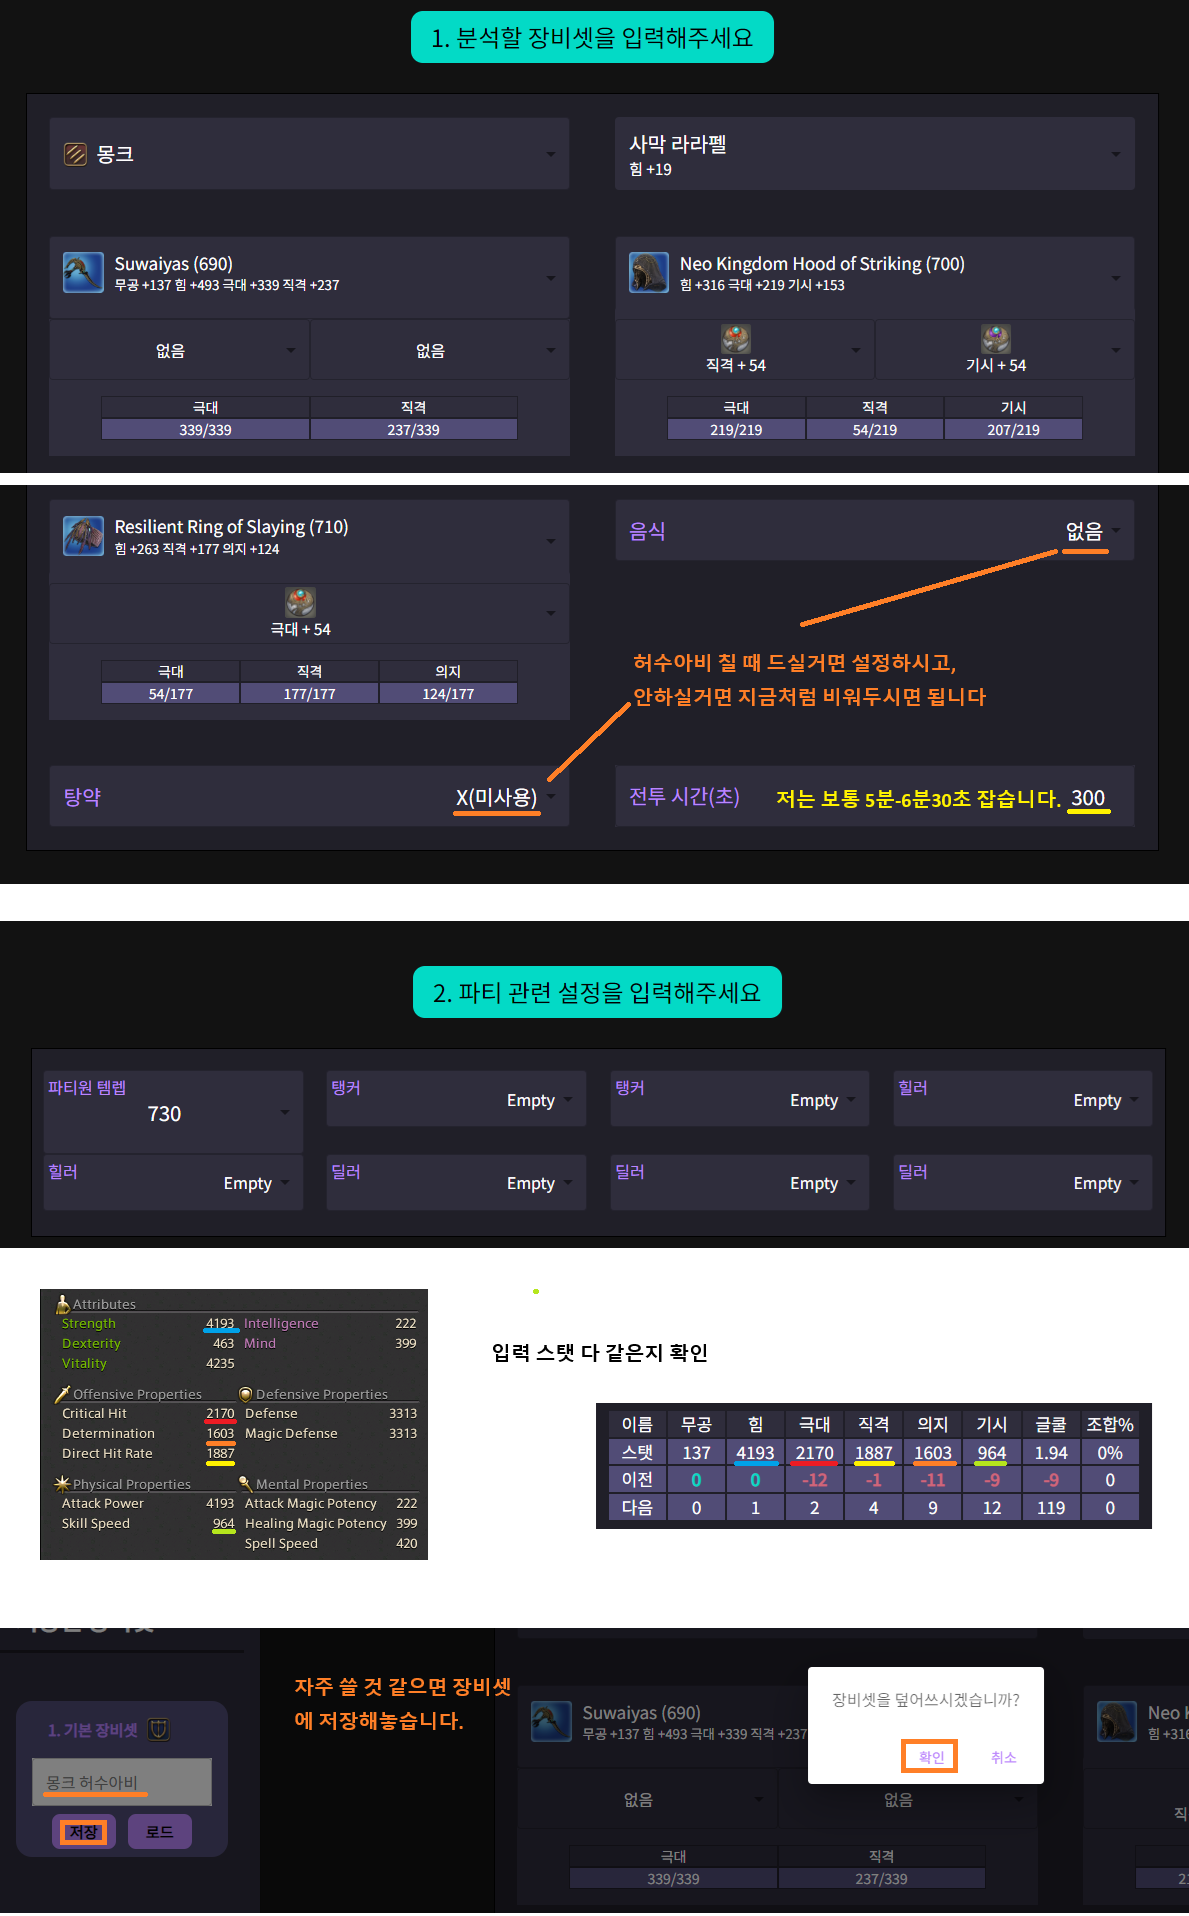 1. 분석할 장비셋을 입력해주세요
몽크
사막 라라펠
힘 +19
Suwaiyas (690)
무공 +137 힘 +493 극대 +339 직격 +237
Neo Kingdom Hood of Striking (700)
힘 +316 극대 +219 기시 +153
없음 없음
직격 + 54 기시 + 54
극대 직격
339/339 237/339
극대 직격 기시
219/219 54/219 207/219
Resilient Ring of Slaying (710)
힘 +263 직격 +177 의지 +124
음식 없음
극대 + 54
극대 직격 의지
54/177 177/177 124/177
허수아비 칠 때 드실거면 설정하시고,
안하실거면 지금처럼 비워두시면 됩니다
탕약 X(미사용)
전투 시간(초) 저는 보통 5분-6분30초 잡습니다. 300
2. 파티 관련 설정을 입력해주세요
파티원 템렙 730
탱커 Empty
탱커 Empty
힐러 Empty
힐러 Empty
딜러 Empty
딜러 Empty
딜러 Empty
Attributes
Strength 4193 Intelligence 222
Dexterity 463 Mind 399
Vitality 4235
Offensive Properties Defensive Properties
Critical Hit 2170 Defense 3313
Determination 1603 Magic Defense 3313
Direct Hit Rate 1887
Physical Properties Mental Properties
Attack Power 4193 Attack Magic Potency 222
Skill Speed 964 Healing Magic Potency 399
Spell Speed 420
입력 스탯 다 같은지 확인
이름 무공 힘 극대 직격 의지 기시 글쿨 조합%
스탯 137 4193 2170 1887 1603 964 1.94 0%
이전 0 0 -12 -1 -11 -9 -9 0
다음 0 1 2 4 9 12 119 0
자주 쓸 것 같으면 장비셋
에 저장해놓습니다.
1. 기본 장비셋
몽크 허수아비
저장 로드
Suwaiyas (690)
무공 +137 힘 +493 극대 +339 직격 +237
장비셋을 덮어쓰시겠습니까?
확인 취소
Neo
힘 +316
없음 없음
직
극대 직격
339/339 237/339